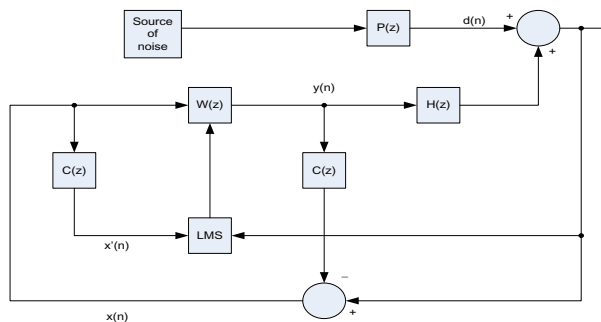 Source
of
noise
P(z)
d(n)
+
+
y(n)
W(z)
H(z)
C(z)
C(z)
LMS
x'(n)
−
+
x(n)